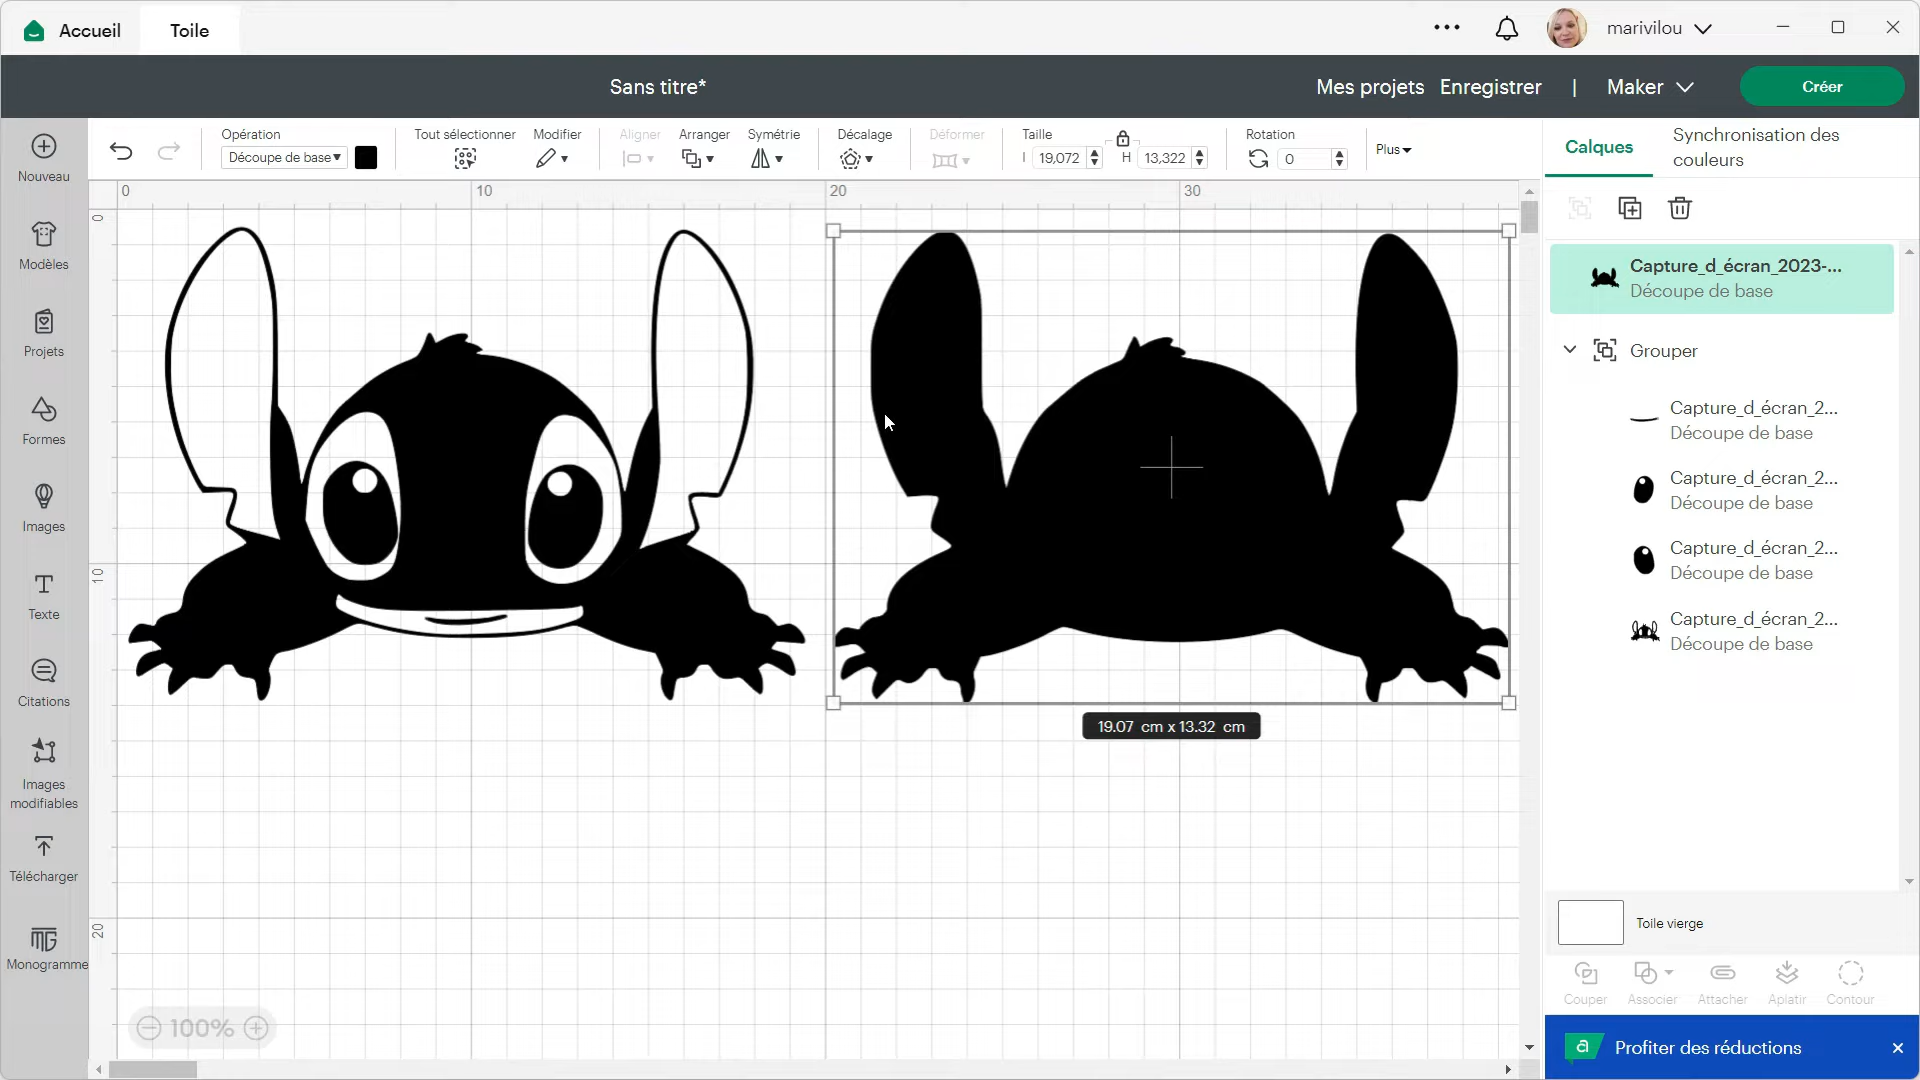 Accueil
Toile
marivilou
Sans titre*
Mes projets
Enregistrer
|
Maker
Créer
Opération
Découpe de base
Tout sélectionner
Modifier
Aligner
Arranger
Symétrie
Décalage
Déformer
Taille
l 19,072
H 13,322
Rotation
0
Plus
Nouveau
Modèles
Projets
Formes
Images
Texte
Citations
Images
modifiables
Télécharger
Monogramme
0
10
20
30
0
10
20
19.07 cm x 13.32 cm
100%
Calques
Synchronisation des
couleurs
Capture_d_écran_2023-...
Découpe de base
Grouper
Capture_d_écran_2...
Découpe de base
Capture_d_écran_2...
Découpe de base
Capture_d_écran_2...
Découpe de base
Capture_d_écran_2...
Découpe de base
Toile vierge
Couper
Associer
Attacher
Aplatir
Contour
a
Profiter des réductions